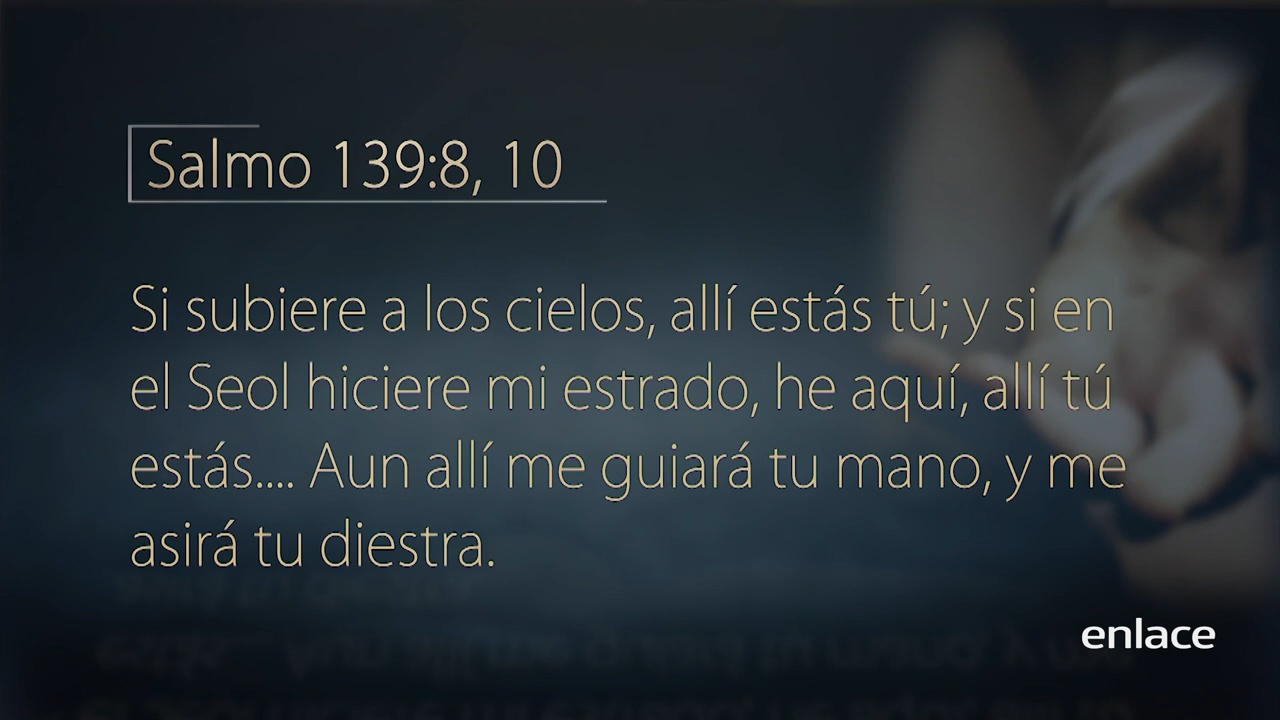 Salmo 139:8, 10
Si subiere a los cielos, allí estás tú; y si en
el Seol hiciere mi estrado, he aquí, allí tú
estás.... Aun allí me guiará tu mano, y me
asirá tu diestra.
enlace